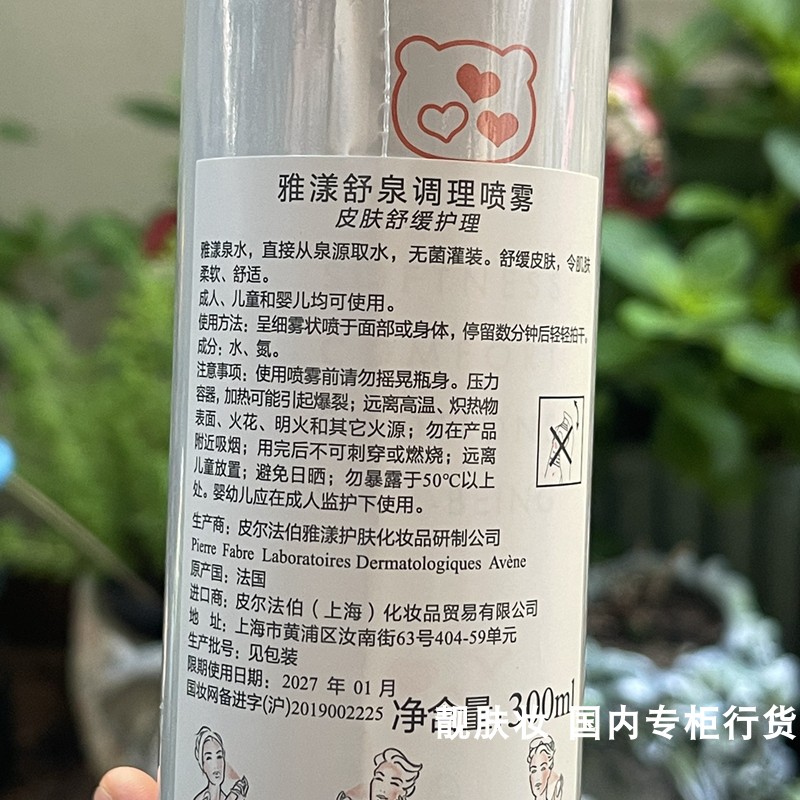 雅漾舒泉调理喷雾
皮肤舒缓护理
雅漾泉水，直接从泉源取水，无菌灌装。舒缓皮肤，令肌肤
柔软、舒适。
成人、儿童和婴儿均可使用。
使用方法：呈细雾状喷于面部或身体，停留数分钟后轻轻拍干。
成分：水、氮。
注意事项：使用喷雾前请勿摇晃瓶身。压力
容器，加热可能引起爆裂；远离高温、炽热物
表面、火花、明火和其它火源；勿在产品
附近吸烟；用完后不可刺穿或燃烧；远离
儿童放置；避免日晒；勿暴露于50℃以上
处。婴幼儿应在成人监护下使用。
生产商：皮尔法伯雅漾护肤化妆品研制公司
Pierre Fabre Laboratoires Dermatologiques Avène
原产国：法国
进口商：皮尔法伯（上海）化妆品贸易有限公司
地 址：上海市黄浦区汝南街63号404-59单元
生产批号：见包装
限期使用日期：2027 年 01 月
国妆网备进字(沪)2019002225 净含量：300ml
靓肤妆 国内专柜行货